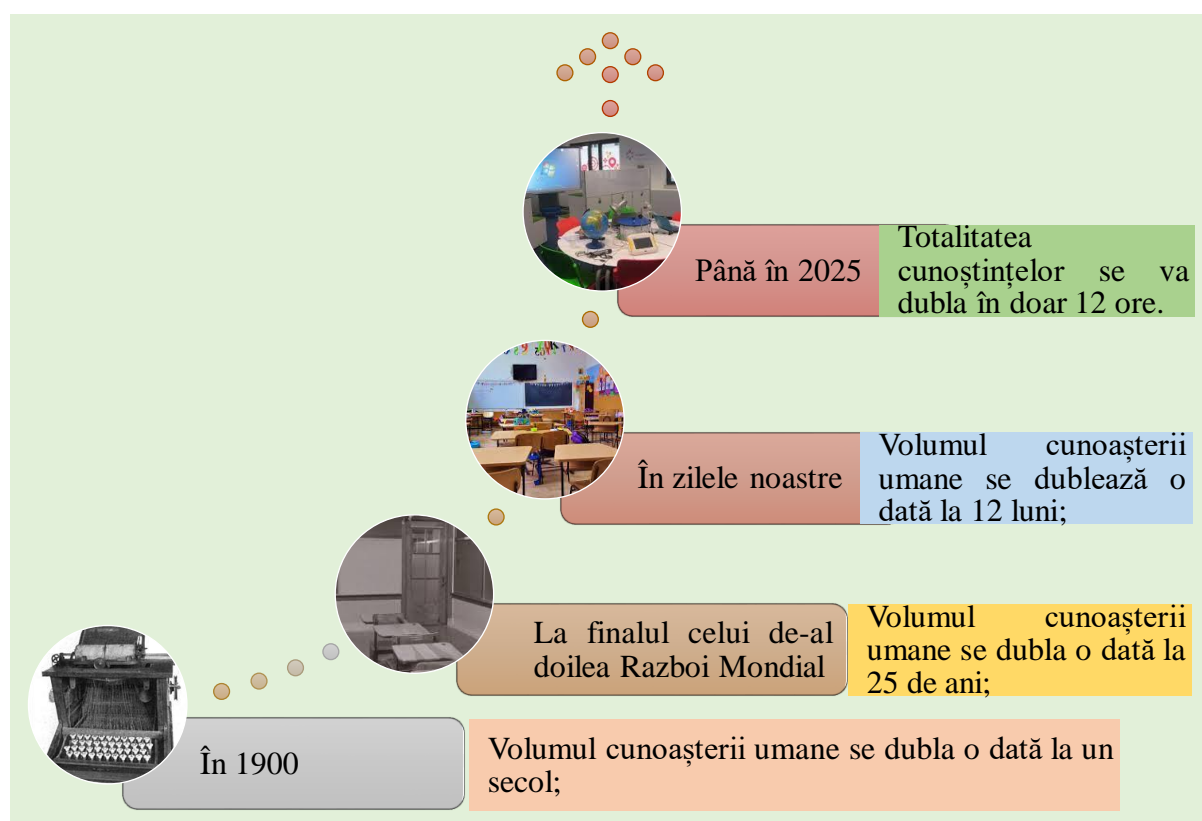 Până în 2025
Totalitatea
cunoștințelor se va
dubla în doar 12 ore.
În zilele noastre
Volumul cunoașterii
umane se dublează o
dată la 12 luni;
La finalul celui de-al
doilea Razboi Mondial
Volumul cunoașterii
umane se dubla o dată la
25 de ani;
În 1900
Volumul cunoașterii umane se dubla o dată la un
secol;